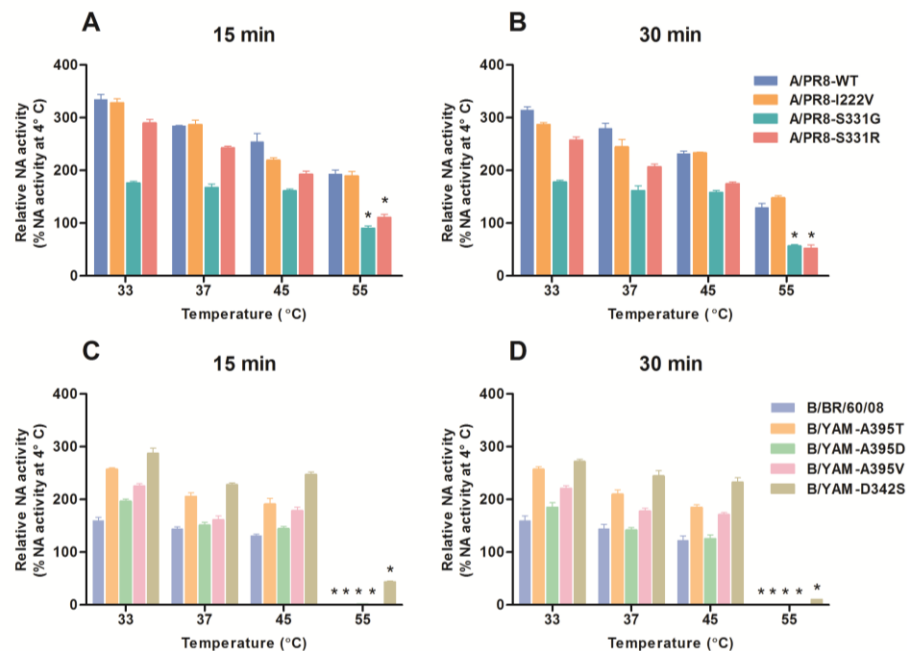 A
15 min
Relative NA activity
(% NA activity at 4° C)
400
300
200
100
0
* *
33 37 45 55
Temperature (°C)
B
30 min
Relative NA activity
(% NA activity at 4° C)
400
300
200
100
0
* *
33 37 45 55
Temperature (°C)
A/PR8-WT
A/PR8-I222V
A/PR8-S331G
A/PR8-S331R
C
15 min
Relative NA activity
(% NA activity at 4° C)
400
300
200
100
0
* * * * *
33 37 45 55
Temperature (°C)
D
30 min
Relative NA activity
(% NA activity at 4° C)
400
300
200
100
0
* * * * *
33 37 45 55
Temperature (°C)
B/BR/60/08
B/YAM-A395T
B/YAM-A395D
B/YAM-A395V
B/YAM-D342S